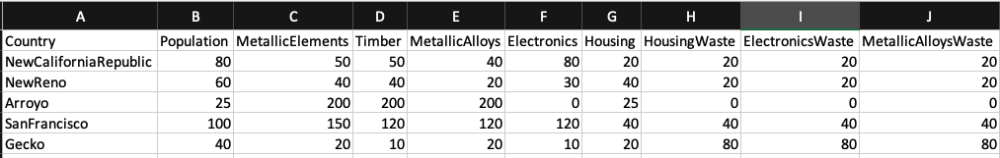 A B C D E F G H I J
Country Population MetallicElements Timber MetallicAlloys Electronics Housing HousingWaste ElectronicsWaste MetallicAlloysWaste
NewCaliforniaRepublic 80 50 50 40 80 20 20 20 20
NewReno 60 40 40 20 30 40 20 20 20
Arroyo 25 200 200 200 0 25 0 0 0
SanFrancisco 100 150 120 120 120 40 40 40 40
Gecko 40 20 10 20 10 20 80 80 80